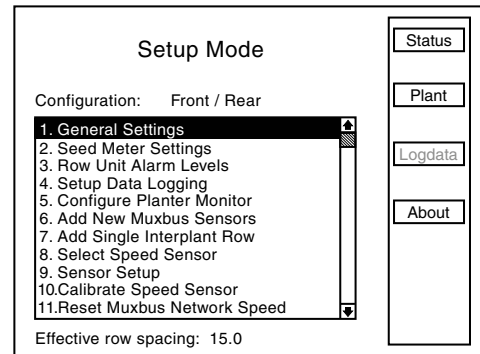 Setup Mode
Configuration: Front / Rear
1. General Settings
2. Seed Meter Settings
3. Row Unit Alarm Levels
4. Setup Data Logging
5. Configure Planter Monitor
6. Add New Muxbus Sensors
7. Add Single Interplant Row
8. Select Speed Sensor
9. Sensor Setup
10.Calibrate Speed Sensor
11.Reset Muxbus Network Speed
Effective row spacing: 15.0
Status
Plant
Logdata
About